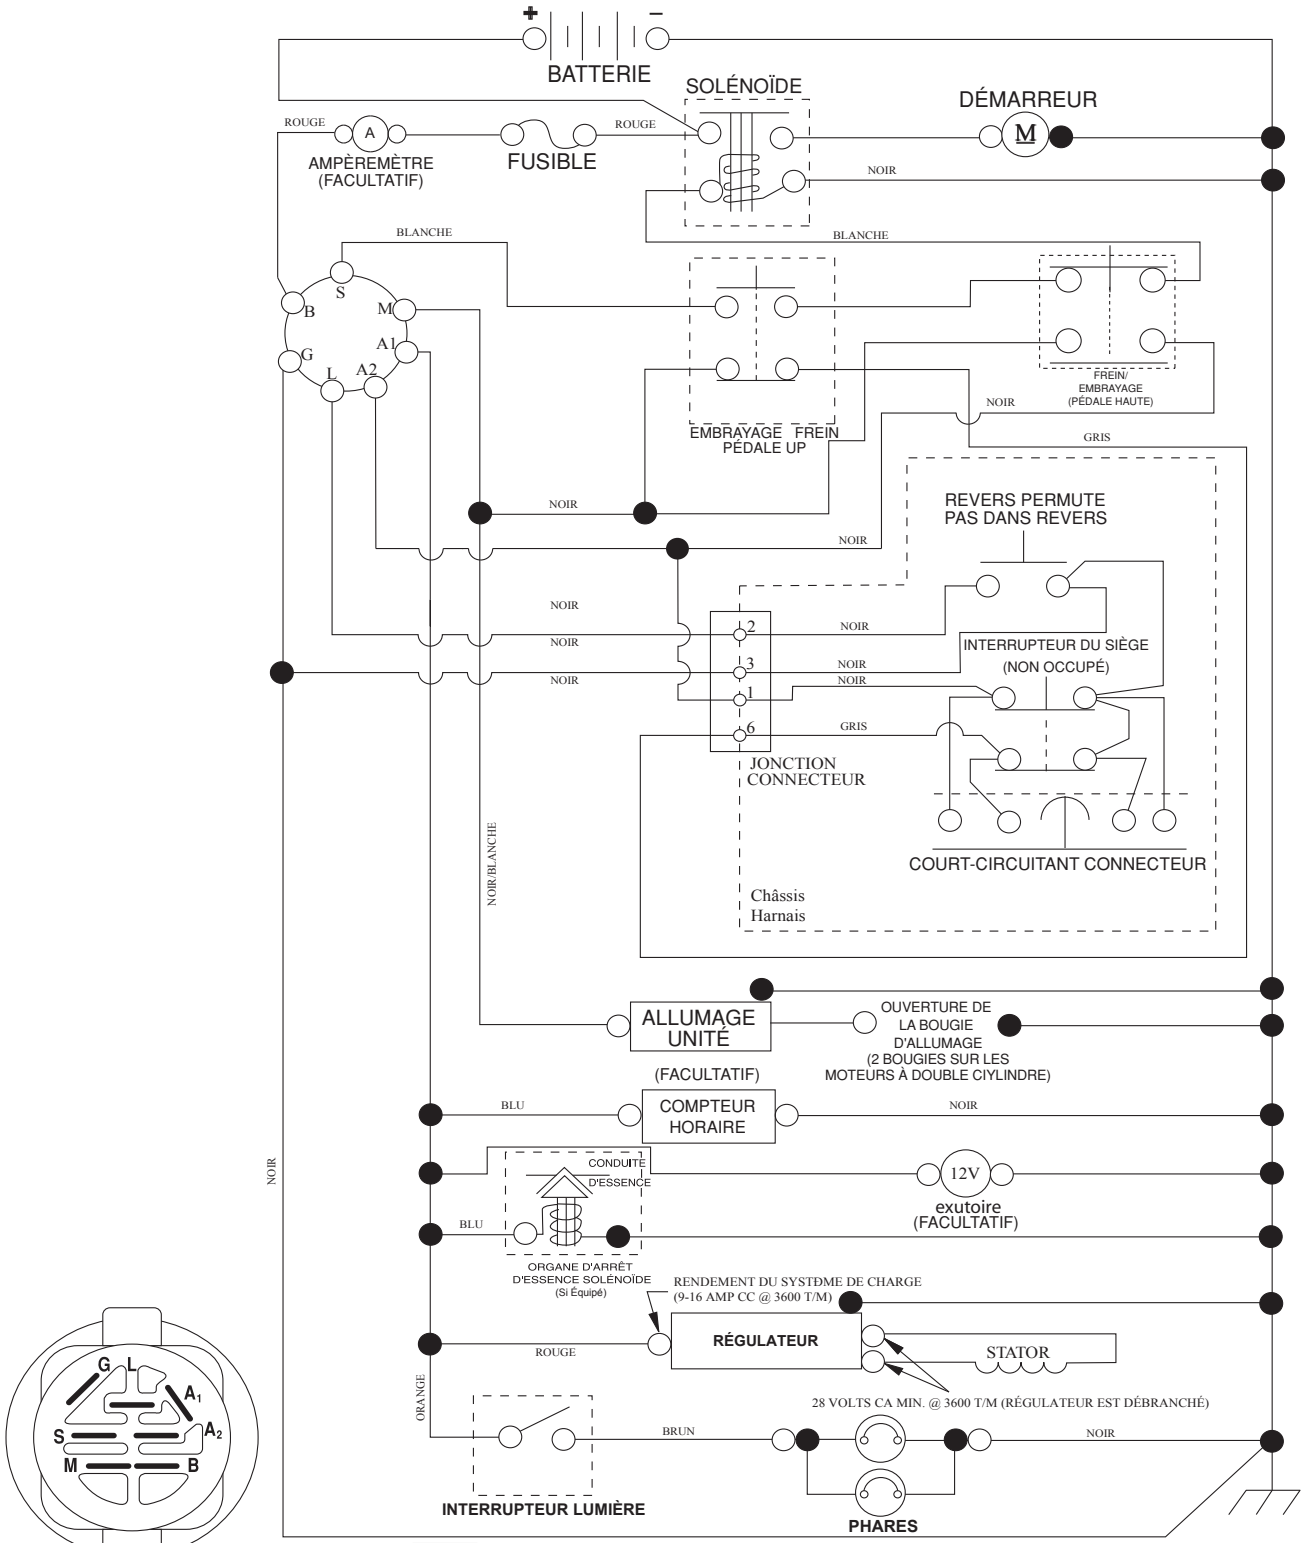 +
–
BATTERIE
SOLÉNOÏDE
DÉMARREUR
ROUGE
A
ROUGE
M
AMPÈREMÈTRE
(FACULTATIF)
FUSIBLE
NOIR
BLANCHE
BLANCHE
S
B
M
A1
G
A2
L
FREIN/
EMBRAYAGE
(PÉDALE HAUTE)
NOIR
EMBRAYAGE FREIN
PÉDALE UP
GRIS
REVERS PERMUTE
PAS DANS REVERS
NOIR
NOIR
NOIR
2
NOIR
NOIR
INTERRUPTEUR DU SIÈGE
(NON OCCUPÉ)
3
NOIR
NOIR
NOIR
1
6
GRIS
JONCTION
CONNECTEUR
NOIR/BLANCHE
COURT-CIRCUITANT CONNECTEUR
Châssis
Harnais
ALLUMAGE
UNITÉ
OUVERTURE DE
LA BOUGIE
D'ALLUMAGE
(2 BOUGIES SUR LES
MOTEURS À DOUBLE CIYLINDRE)
(FACULTATIF)
COMPTEUR
HORAIRE
BLU
NOIR
NOIR
CONDUITE
D'ESSENCE
12V
exutoire
(FACULTATIF)
BLU
ORGANE D'ARRÊT
D'ESSENCE SOLÉNOÏDE
(Si Équipé)
RENDEMENT DU SYSTÐME DE CHARGE
(9-16 AMP CC @ 3600 T/M)
RÉGULATEUR
ROUGE
STATOR
ORANGE
28 VOLTS CA MIN. @ 3600 T/M (RÉGULATEUR EST DÉBRANCHÉ)
BRUN
NOIR
INTERRUPTEUR LUMIÈRE
PHARES
G
L
A1
A2
S
M
B